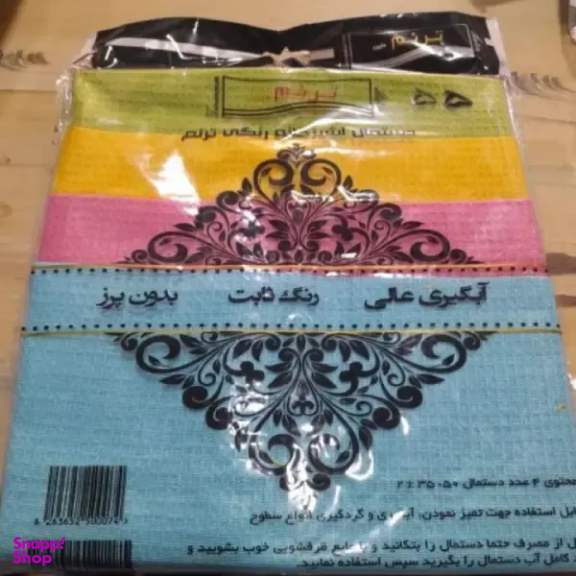 ترنم
ترنم
دستمال آشپزخانه رنگی ترنم
آبگیری عالی رنگ ثابت بدون پرز
محتوی ۴ عدد دستمال ۵۰×۳۵ ± ۲
قابل استفاده جهت تمیز نمودن، آبگیری و گردگیری انواع سطوح
از مصرف حتما دستمال را بتکانید و با مایع ظرفشویی خوب بشویید و
کامل آب دستمال را بگیرید سپس استفاده نمایید.
Snapp!
Shop